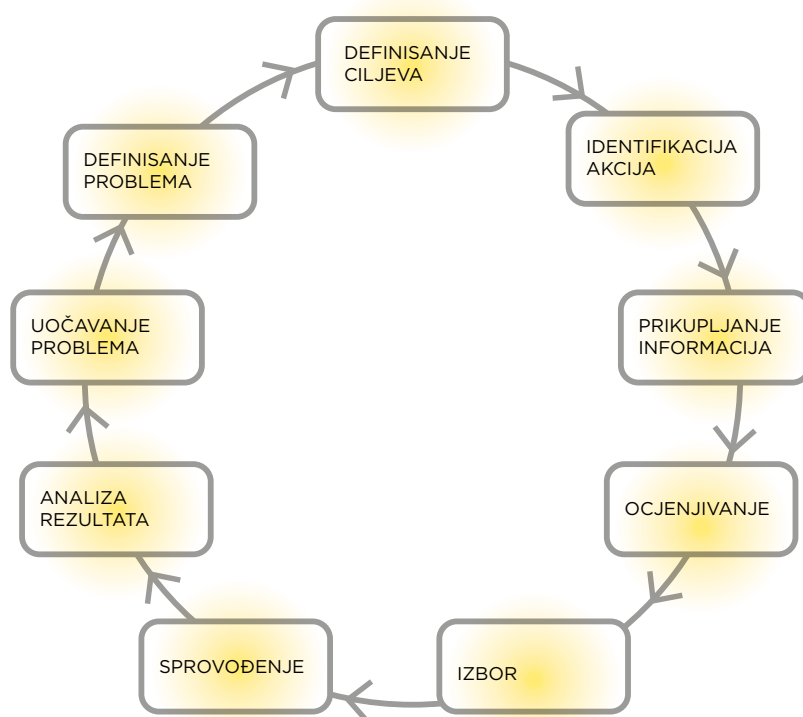 DEFINISANJE
CILJEVA
IDENTIFIKACIJA
AKCIJA
PRIKUPLJANJE
INFORMACIJA
OCJENJIVANJE
IZBOR
SPROVOĐENJE
ANALIZA
REZULTATA
UOČAVANJE
PROBLEMA
DEFINISANJE
PROBLEMA